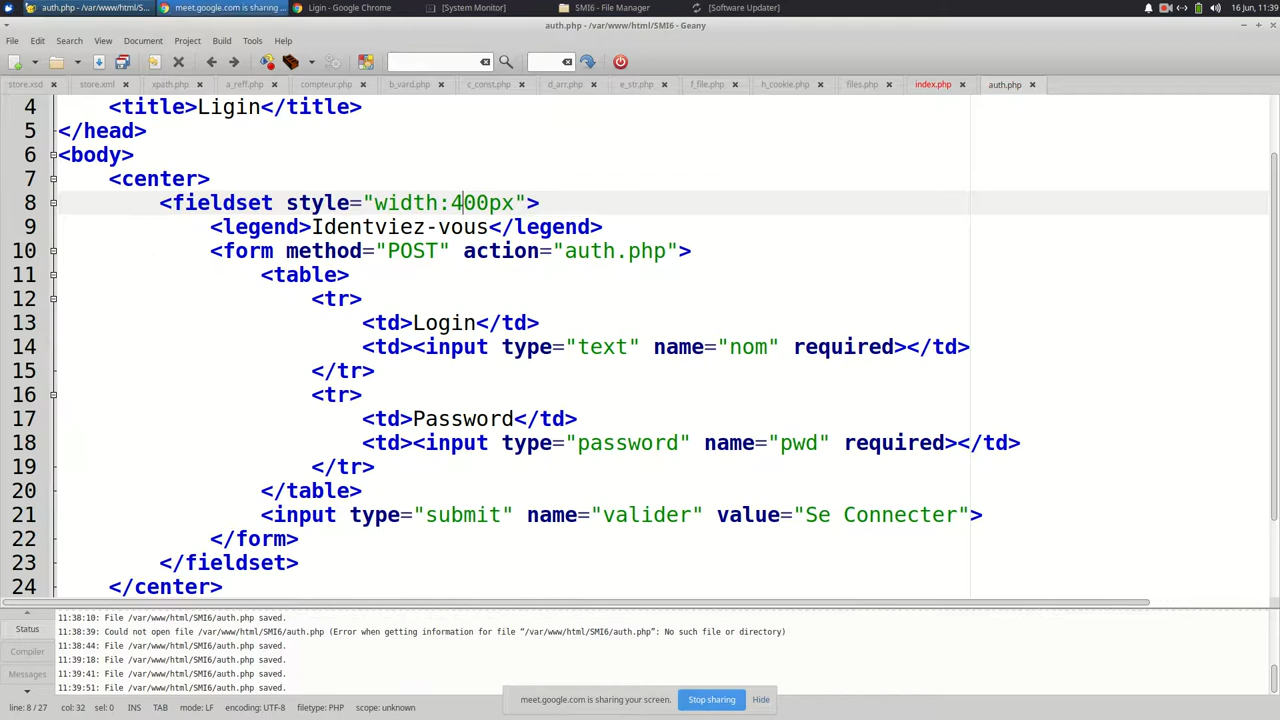 auth.php - /var/www/html/S... meet.google.com is sharing ... Login - Google Chrome [System Monitor] SMI6 - File Manager [Software Updater] 16 Jun, 11:39
auth.php - /var/www/html/SMI6 - Geany
File Edit Search View Document Project Build Tools Help
store.xsd store.xml xpath.php a_reff.php compteur.php b_vard.php c_const.php d_arr.php e_str.php f_file.php h_cookie.php files.php index.php auth.php
4 <title>Ligin</title>
5 </head>
6 <body>
7 <center>
8 <fieldset style="width:400px">
9 <legend>Identviez-vous</legend>
10 <form method="POST" action="auth.php">
11 <table>
12 <tr>
13 <td>Login</td>
14 <td><input type="text" name="nom" required></td>
15 </tr>
16 <tr>
17 <td>Password</td>
18 <td><input type="password" name="pwd" required></td>
19 </tr>
20 </table>
21 <input type="submit" name="valider" value="Se Connecter">
22 </form>
23 </fieldset>
24 </center>
Status
Compiler
Messages
11:38:10: File /var/www/html/SMI6/auth.php saved.
11:38:39: Could not open file /var/www/html/SMI6/auth.php (Error when getting information for file “/var/www/html/SMI6/auth.php”: No such file or directory)
11:38:44: File /var/www/html/SMI6/auth.php saved.
11:39:18: File /var/www/html/SMI6/auth.php saved.
11:39:41: File /var/www/html/SMI6/auth.php saved.
11:39:51: File /var/www/html/SMI6/auth.php saved.
meet.google.com is sharing your screen. Stop sharing Hide
line: 8 / 27 col: 32 sel: 0 INS TAB mode: LF encoding: UTF-8 filetype: PHP scope: unknown